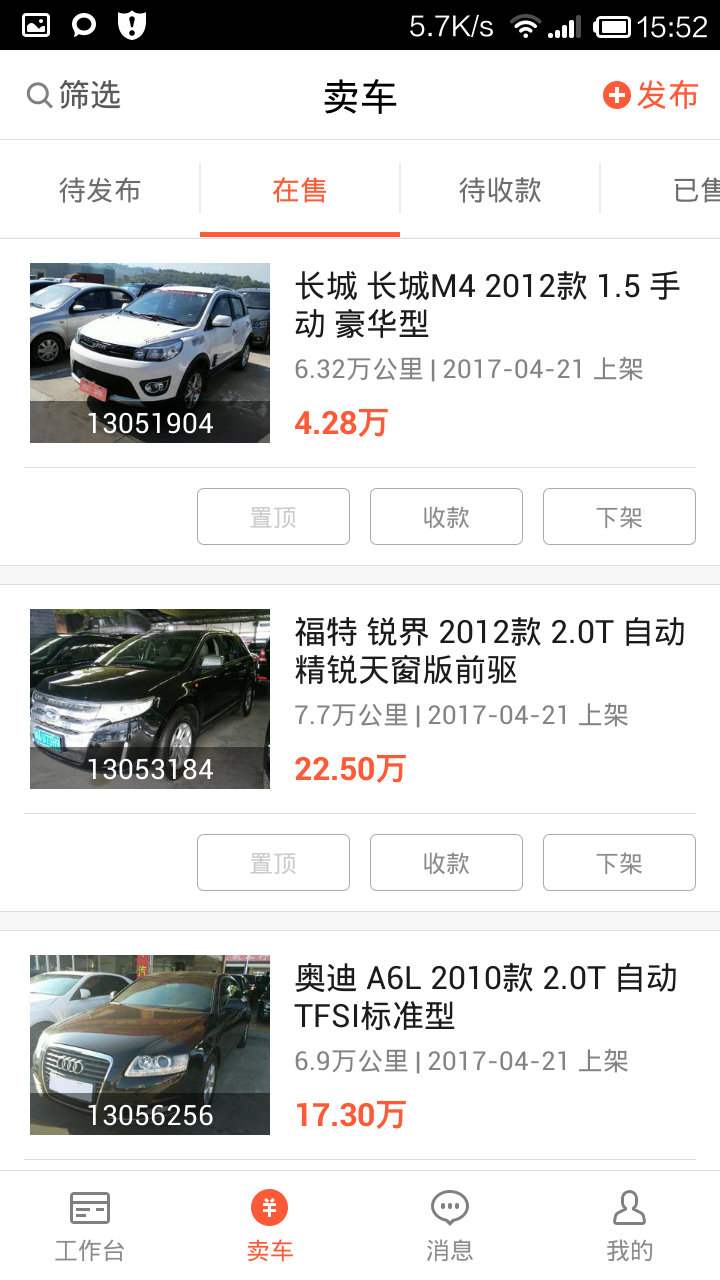 5.7K/s 15:52
筛选 卖车 发布
待发布 在售 待收款 已售
长城 长城M4 2012款 1.5 手
动 豪华型
6.32万公里 | 2017-04-21 上架
13051904
4.28万
置顶 收款 下架
福特 锐界 2012款 2.0T 自动
精锐天窗版前驱
7.7万公里 | 2017-04-21 上架
13053184
22.50万
置顶 收款 下架
汽
奥迪 A6L 2010款 2.0T 自动
TFSI标准型
6.9万公里 | 2017-04-21 上架
13056256
17.30万
工作台 卖车 消息 我的